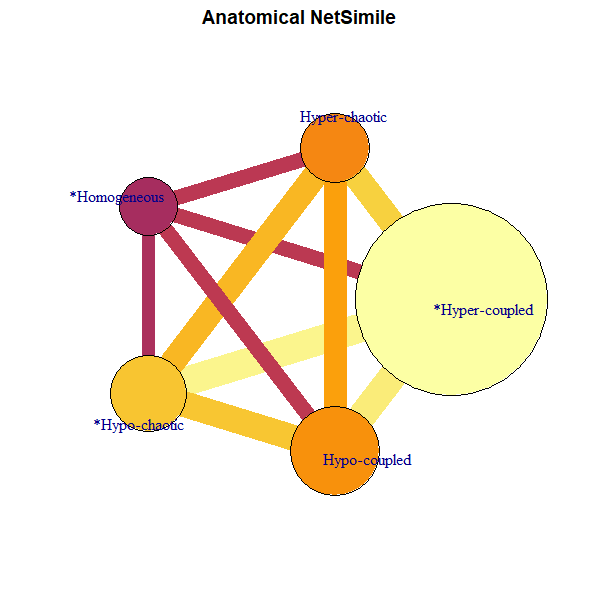 Anatomical NetSimile
Hyper-chaotic
*Homogeneous
*Hyper-coupled
*Hypo-chaotic
Hypo-coupled